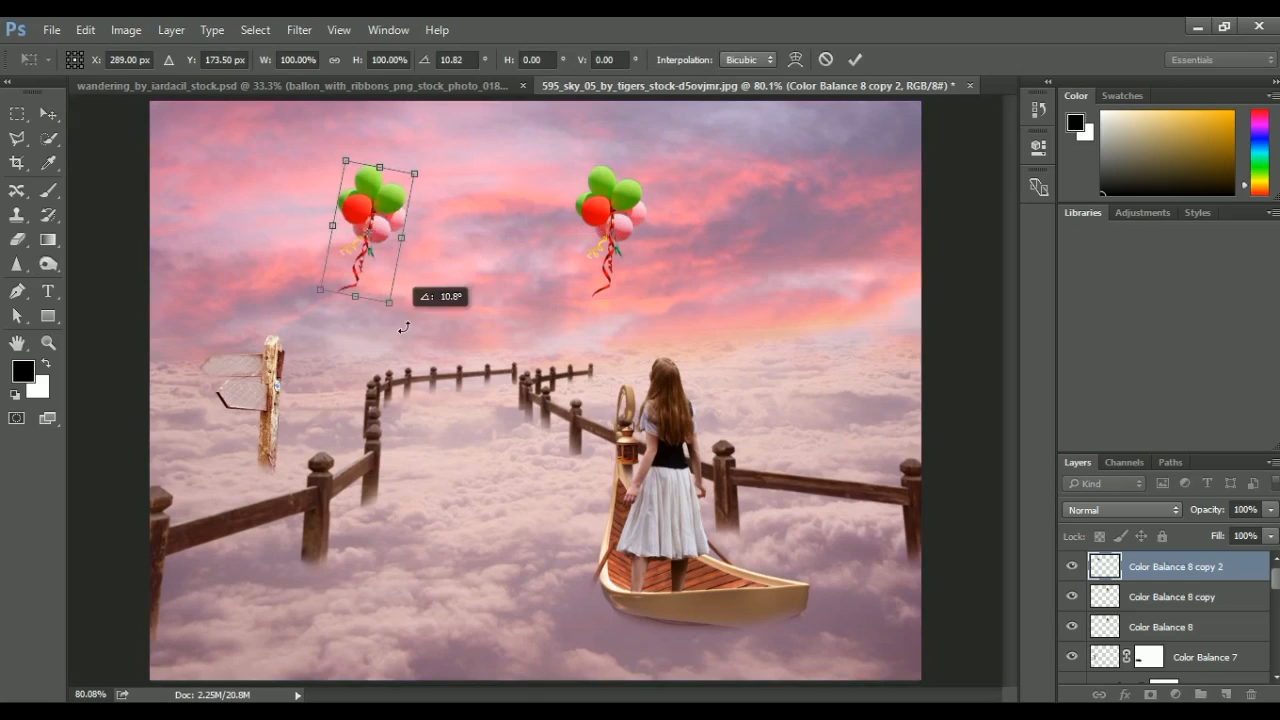 Ps File Edit Image Layer Type Select Filter View Window Help
X: 289.00 px Y: 173.50 px W: 100.00% H: 100.00% 10.82 ° H: 0.00 ° V: 0.00 ° Interpolation: Bicubic Essentials
wandering_by_iardacil_stock.psd @ 33.3% (ballon_with_ribbons_png_stock_photo_018... × 595_sky_05_by_tigers_stock-d5ovjmr.jpg @ 80.1% (Color Balance 8 copy 2, RGB/8#) * ×
Color Swatches
Libraries Adjustments Styles
10.8°
Layers Channels Paths
Kind
Normal Opacity: 100%
Lock: Fill: 100%
Color Balance 8 copy 2
Color Balance 8 copy
Color Balance 8
Color Balance 7
80.08% Doc: 2.25M/20.8M